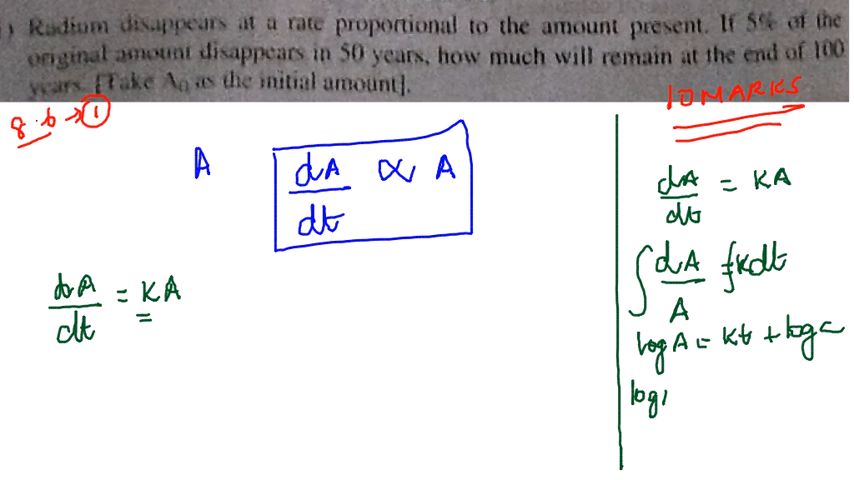 ) Radium disappears at a rate proportional to the amount present. If 5% of the
original amount disappears in 50 years, how much will remain at the end of 100
years. [Take A₀ as the initial amount].
10 MARKS
8.6 → 1
A
dA/dt ∝ A
dA/dt = KA
dA/dt = KA
∫ dA/A = ∫kdt
log A = Kt + log c
log